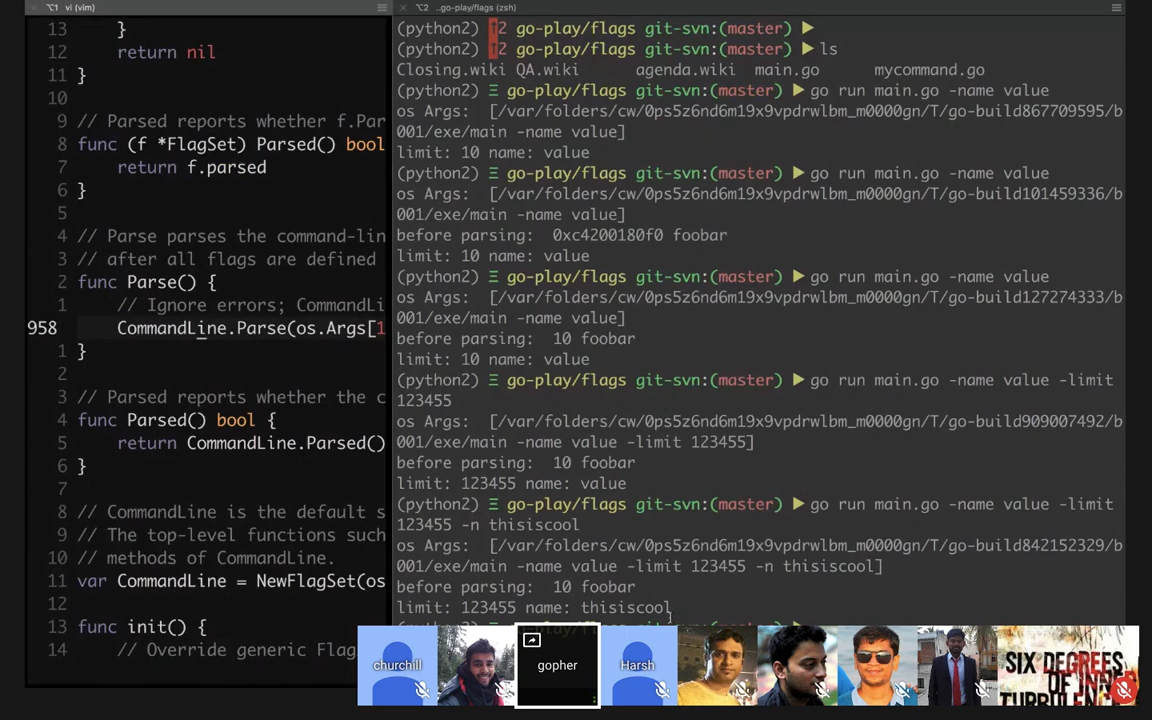 ⌥1 vi (vim)
13 }
12 return nil
11 }
10
9 // Parsed reports whether f.Par
8 func (f *FlagSet) Parsed() bool
7 return f.parsed
6 }
5
4 // Parse parses the command-lin
3 // after all flags are defined
2 func Parse() {
1 // Ignore errors; CommandLi
958 CommandLine.Parse(os.Args[1
1 }
2
3 // Parsed reports whether the c
4 func Parsed() bool {
5 return CommandLine.Parsed()
6 }
7
8 // CommandLine is the default s
9 // The top-level functions such
10 // methods of CommandLine.
11 var CommandLine = NewFlagSet(os
12
13 func init() {
14 // Override generic Flag
⌥2 ..go-play/flags (zsh)
(python2) †2 go-play/flags git-svn:(master) ▶
(python2) †2 go-play/flags git-svn:(master) ▶ ls
Closing.wiki QA.wiki agenda.wiki main.go mycommand.go
(python2) Ξ go-play/flags git-svn:(master) ▶ go run main.go -name value
os Args: [/var/folders/cw/0ps5z6nd6m19x9vpdrwlbm_m0000gn/T/go-build867709595/b
001/exe/main -name value]
limit: 10 name: value
(python2) Ξ go-play/flags git-svn:(master) ▶ go run main.go -name value
os Args: [/var/folders/cw/0ps5z6nd6m19x9vpdrwlbm_m0000gn/T/go-build101459336/b
001/exe/main -name value]
before parsing: 0xc4200180f0 foobar
limit: 10 name: value
(python2) Ξ go-play/flags git-svn:(master) ▶ go run main.go -name value
os Args: [/var/folders/cw/0ps5z6nd6m19x9vpdrwlbm_m0000gn/T/go-build127274333/b
001/exe/main -name value]
before parsing: 10 foobar
limit: 10 name: value
(python2) Ξ go-play/flags git-svn:(master) ▶ go run main.go -name value -limit
123455
os Args: [/var/folders/cw/0ps5z6nd6m19x9vpdrwlbm_m0000gn/T/go-build909007492/b
001/exe/main -name value -limit 123455]
before parsing: 10 foobar
limit: 123455 name: value
(python2) Ξ go-play/flags git-svn:(master) ▶ go run main.go -name value -limit
123455 -n thisiscool
os Args: [/var/folders/cw/0ps5z6nd6m19x9vpdrwlbm_m0000gn/T/go-build842152329/b
001/exe/main -name value -limit 123455 -n thisiscool]
before parsing: 10 foobar
limit: 123455 name: thisiscool
churchill
gopher
Harsh
SIX DEGREES
OF INNER
TURBULENCE